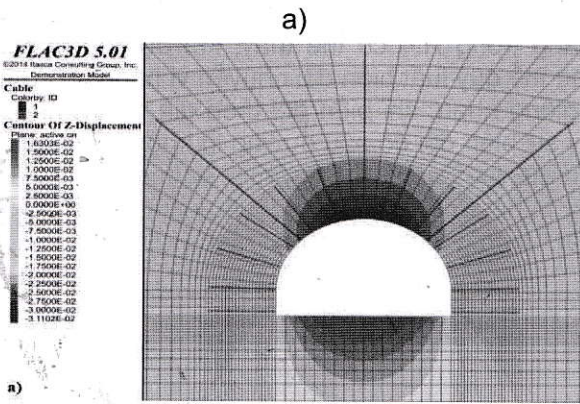 a)
FLAC3D 5.01
©2014 Itasca Consulting Group, Inc.
Demonstration Model
Cable
Colorby: ID
1
2
Contour Of Z-Displacement
Plane: active on
1.6303E-02
1.5000E-02
1.2500E-02
1.0000E-02
7.5000E-03
5.0000E-03
2.5000E-03
0.0000E+00
-2.5000E-03
-5.0000E-03
-7.5000E-03
-1.0000E-02
-1.2500E-02
-1.5000E-02
-1.7500E-02
-2.0000E-02
-2.2500E-02
-2.5000E-02
-2.7500E-02
-3.0000E-02
-3.1102E-02
a)